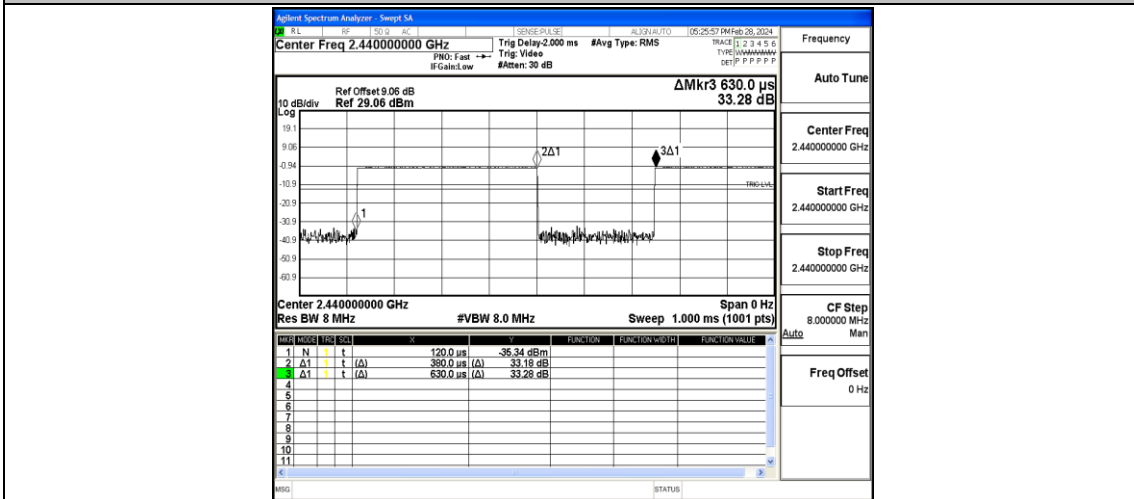 Agilent Spectrum Analyzer - Swept SA
RL RF 50 Ω AC SENSE:PULSE ALIGNAUTO 05:25:57 PM Feb 28, 2024
Center Freq 2.440000000 GHz
PNO: Fast
IFGain:Low
Trig Delay-2.000 ms
Trig: Video
#Atten: 30 dB
#Avg Type: RMS
TRACE 1 2 3 4 5 6
TYPE WWWWWW
DET P P P P P P
Frequency
Auto Tune
Center Freq
2.440000000 GHz
Start Freq
2.440000000 GHz
Stop Freq
2.440000000 GHz
CF Step
8.000000 MHz
Auto Man
Freq Offset
0 Hz
ΔMkr3 630.0 µs
33.28 dB
Ref Offset 9.06 dB
10 dB/div Ref 29.06 dBm
Log
19.1
9.06
-0.94
-10.9
-20.9
-30.9
-40.9
-50.9
-60.9
1
2Δ1
3Δ1
TRIG LVL
Center 2.440000000 GHz Span 0 Hz
Res BW 8 MHz #VBW 8.0 MHz Sweep 1.000 ms (1001 pts)
MKR MODE TRC SCL X Y FUNCTION FUNCTION WIDTH FUNCTION VALUE
1 N 1 t 120.0 µs -35.34 dBm
2 Δ1 1 t (Δ) 380.0 µs (Δ) 33.18 dB
3 Δ1 1 t (Δ) 630.0 µs (Δ) 33.28 dB
4
5
6
7
8
9
10
11
MSG STATUS